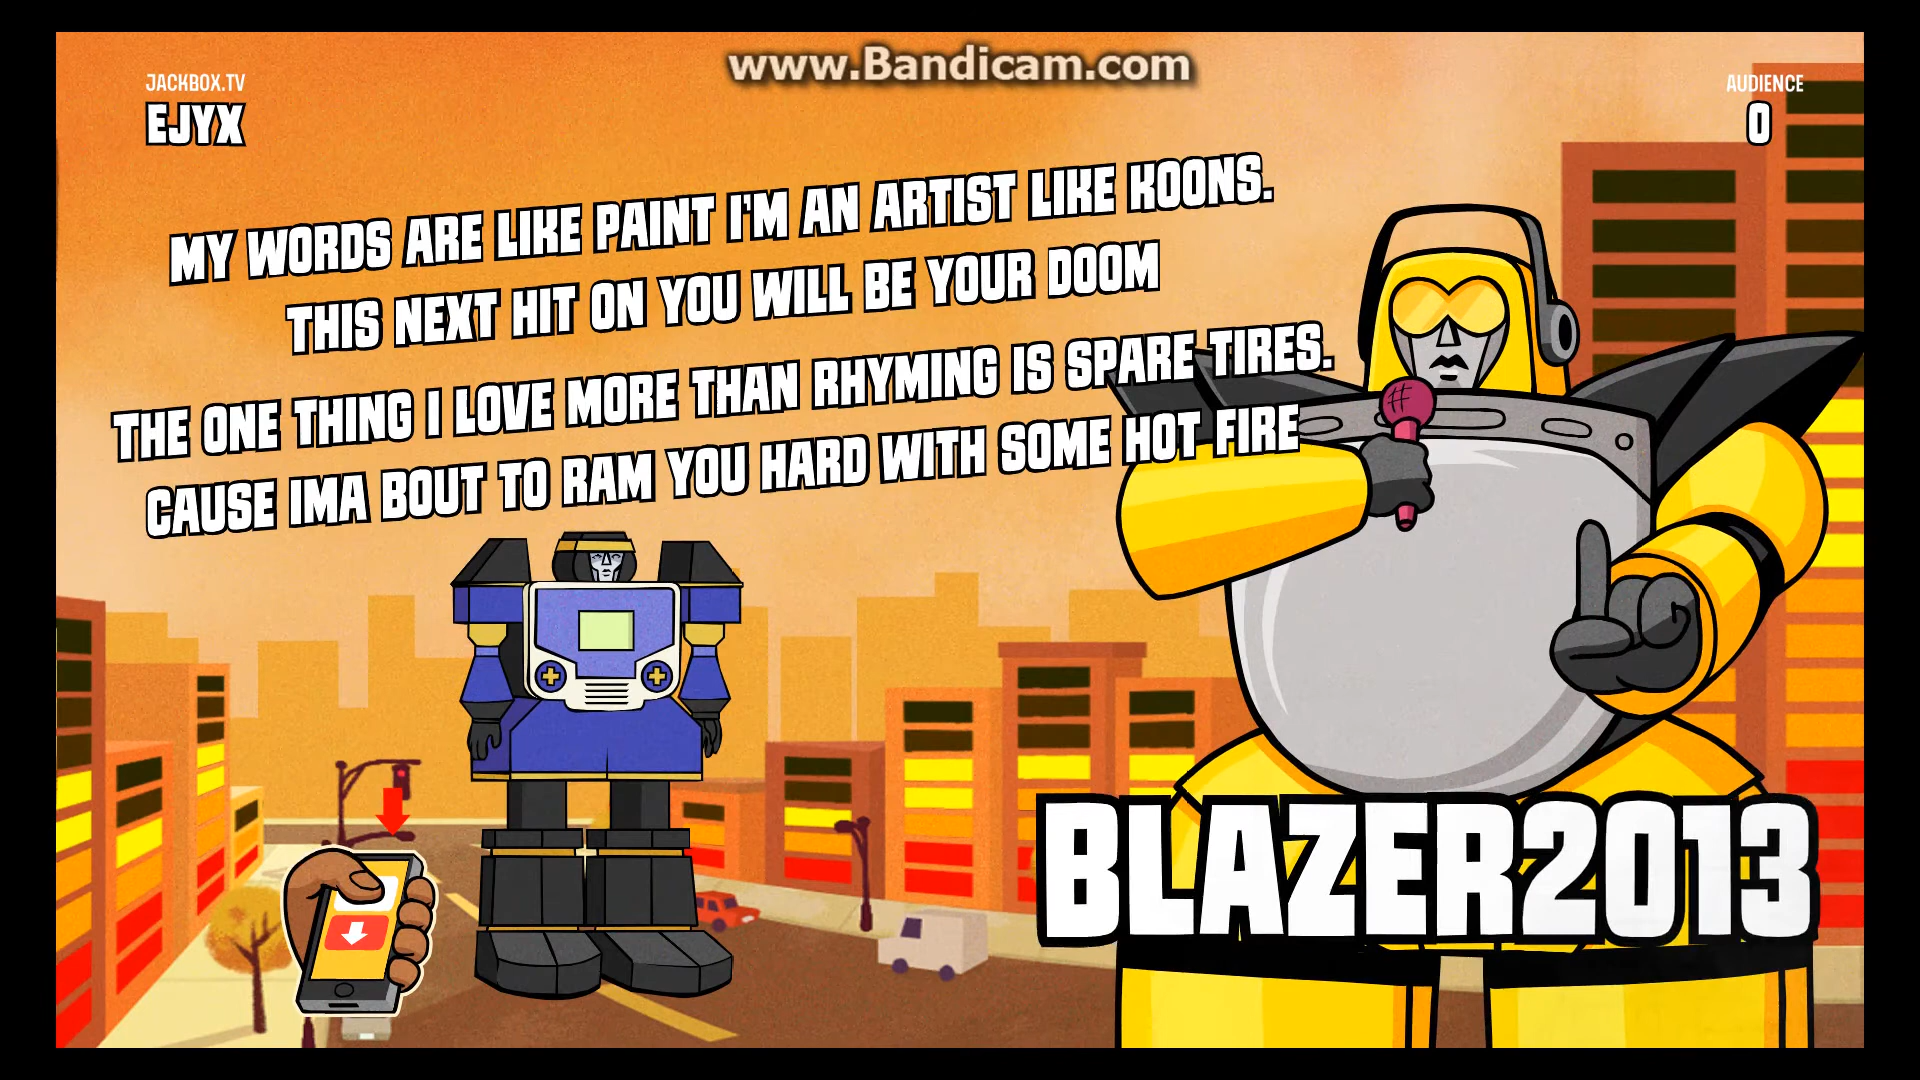 www.Bandicam.com
JACKBOX.TV
EJYX
AUDIENCE
0
MY WORDS ARE LIKE PAINT I'M AN ARTIST LIKE KOONS.
THIS NEXT HIT ON YOU WILL BE YOUR DOOM
THE ONE THING I LOVE MORE THAN RHYMING IS SPARE TIRES.
CAUSE IMA BOUT TO RAM YOU HARD WITH SOME HOT FIRE
BLAZER2013